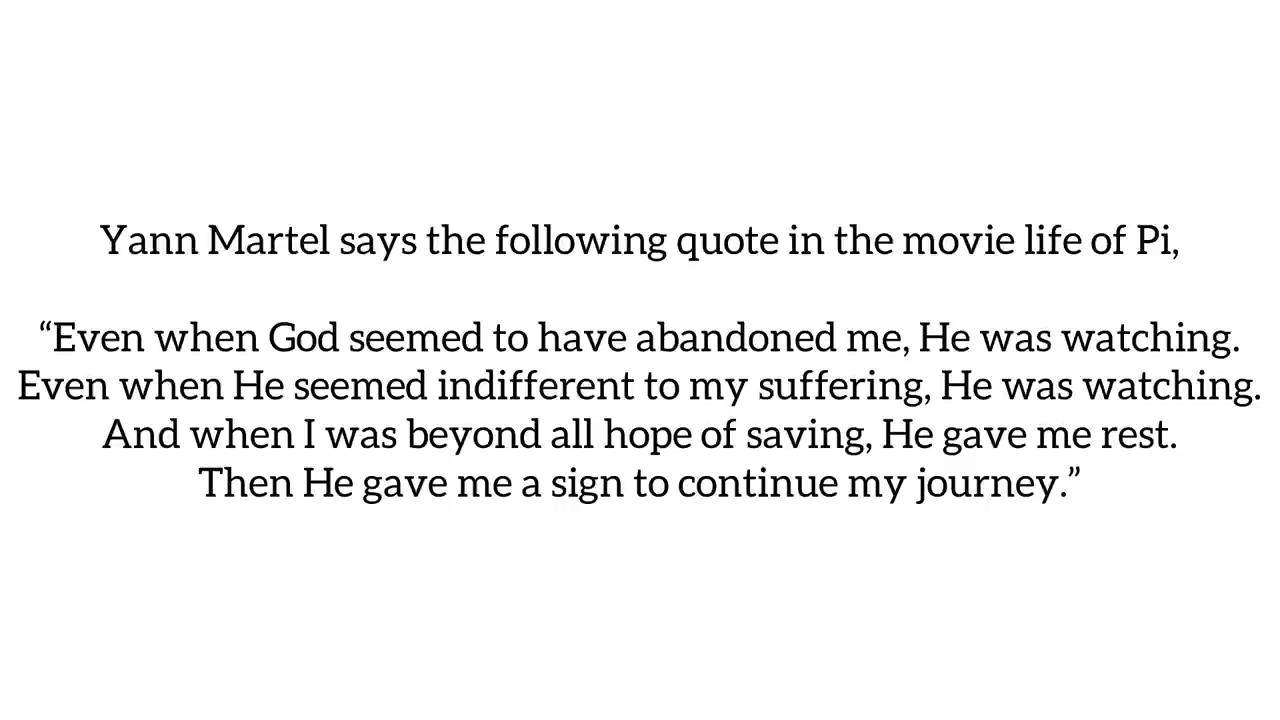 Yann Martel says the following quote in the movie life of Pi,
“Even when God seemed to have abandoned me, He was watching.
Even when He seemed indifferent to my suffering, He was watching.
And when I was beyond all hope of saving, He gave me rest.
Then He gave me a sign to continue my journey.”